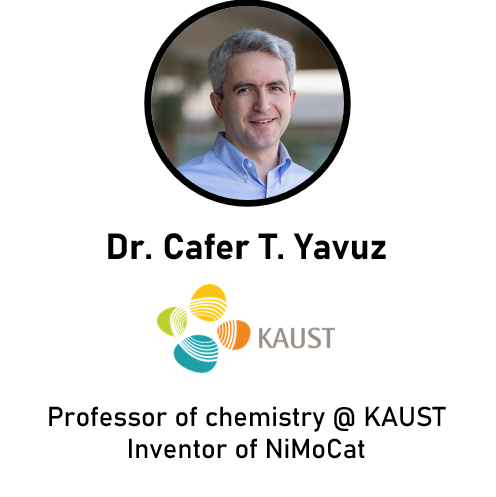 Dr. Cafer T. Yavuz
KAUST
Professor of chemistry @ KAUST
Inventor of NiMoCat